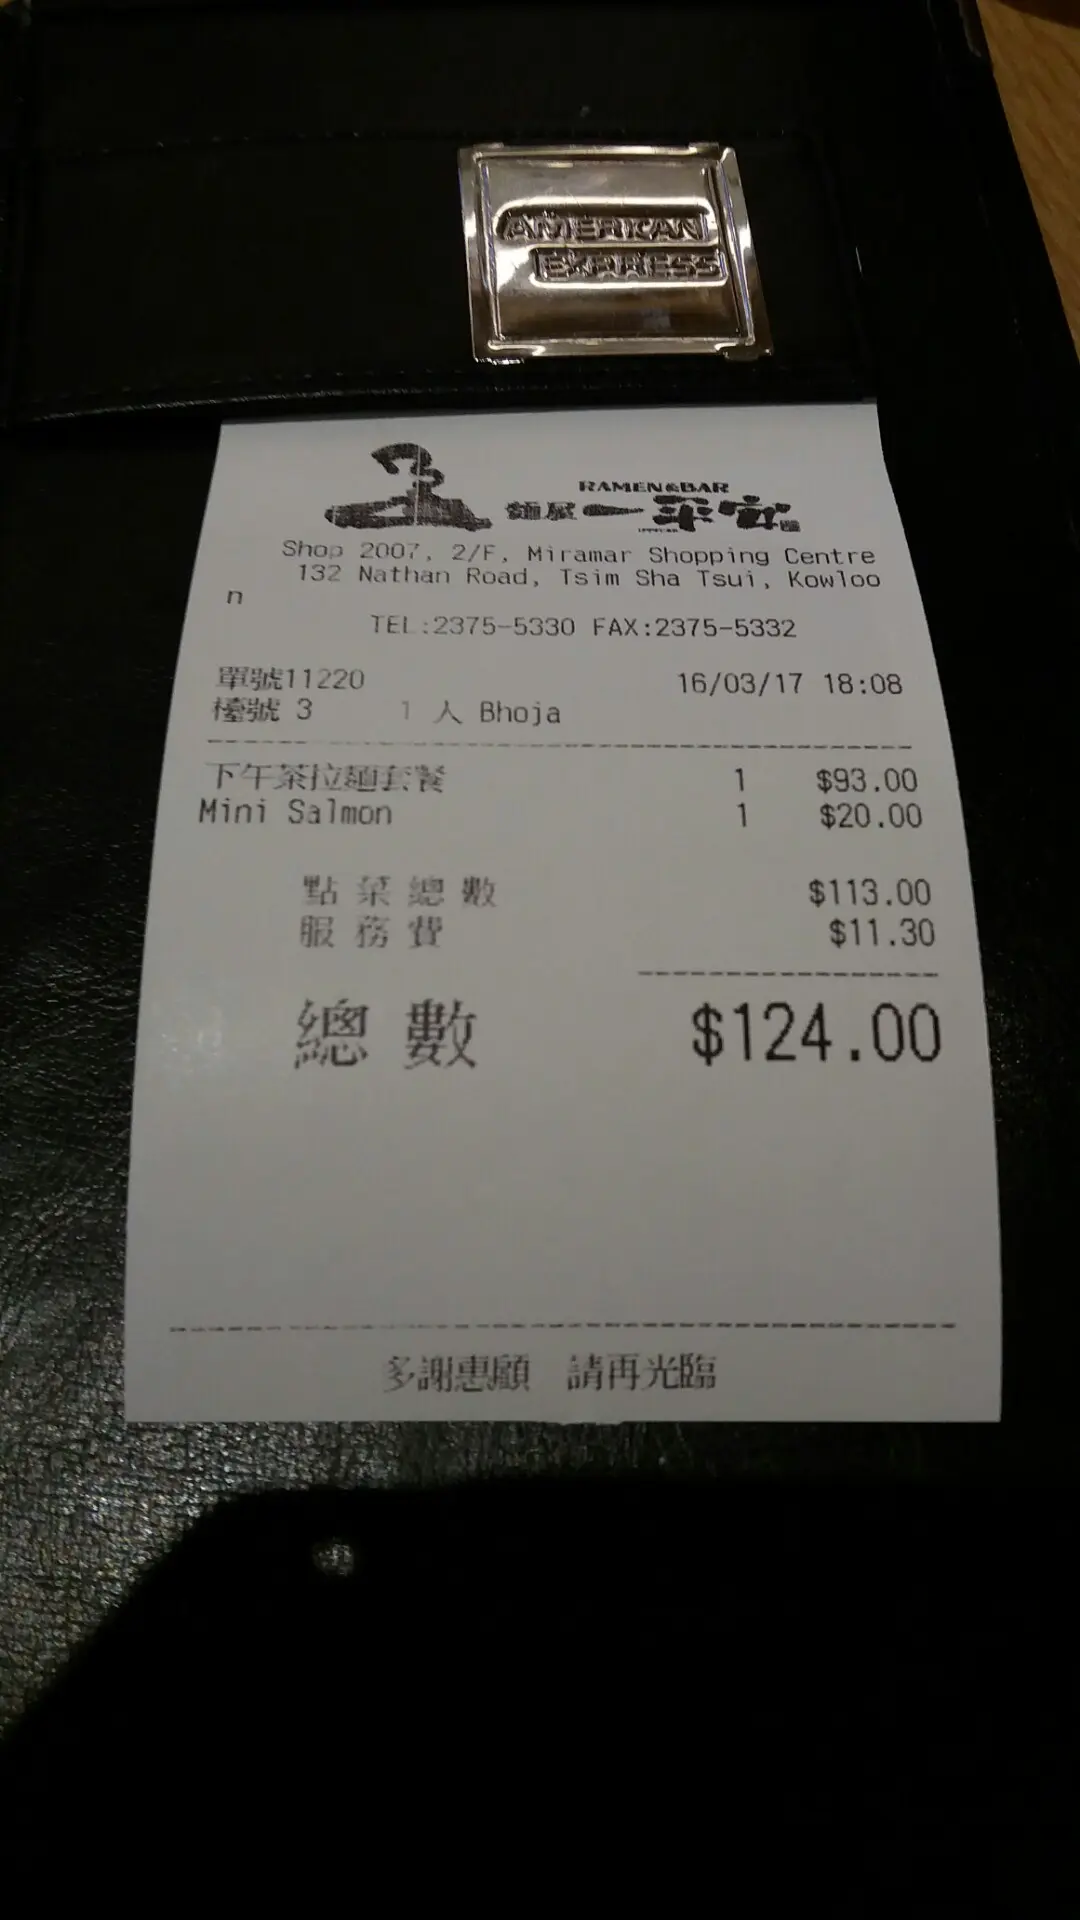 AMERICAN
EXPRESS
RAMEN&BAR
麺屋一平安
Shop 2007, 2/F, Miramar Shopping Centre
132 Nathan Road, Tsim Sha Tsui, Kowloo
n
TEL:2375-5330 FAX:2375-5332
單號11220 16/03/17 18:08
檯號 3 1 人 Bhoja
下午茶拉麵套餐 1 $93.00
Mini Salmon 1 $20.00
點菜總數 $113.00
服務費 $11.30
總數 $124.00
多謝惠顧 請再光臨